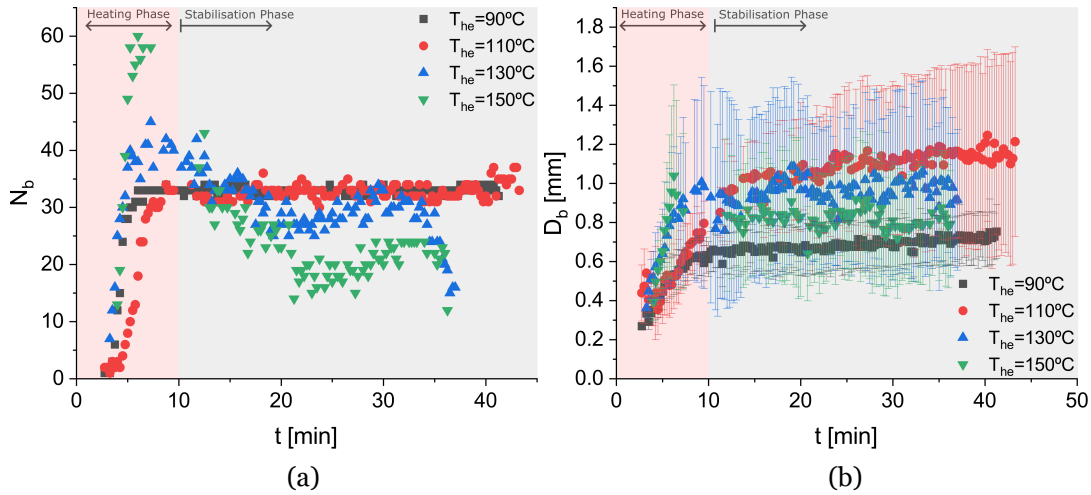 Heating Phase Stabilisation Phase
T_he=90ºC
T_he=110ºC
T_he=130ºC
T_he=150ºC
60
50
40
30
20
10
0
N_b
0 10 20 30 40
t [min]
(a)
Heating Phase Stabilisation Phase
1.8
1.6
1.4
1.2
1.0
0.8
0.6
0.4
0.2
0.0
D_b [mm]
T_he=90ºC
T_he=110ºC
T_he=130ºC
T_he=150ºC
0 10 20 30 40 50
t [min]
(b)